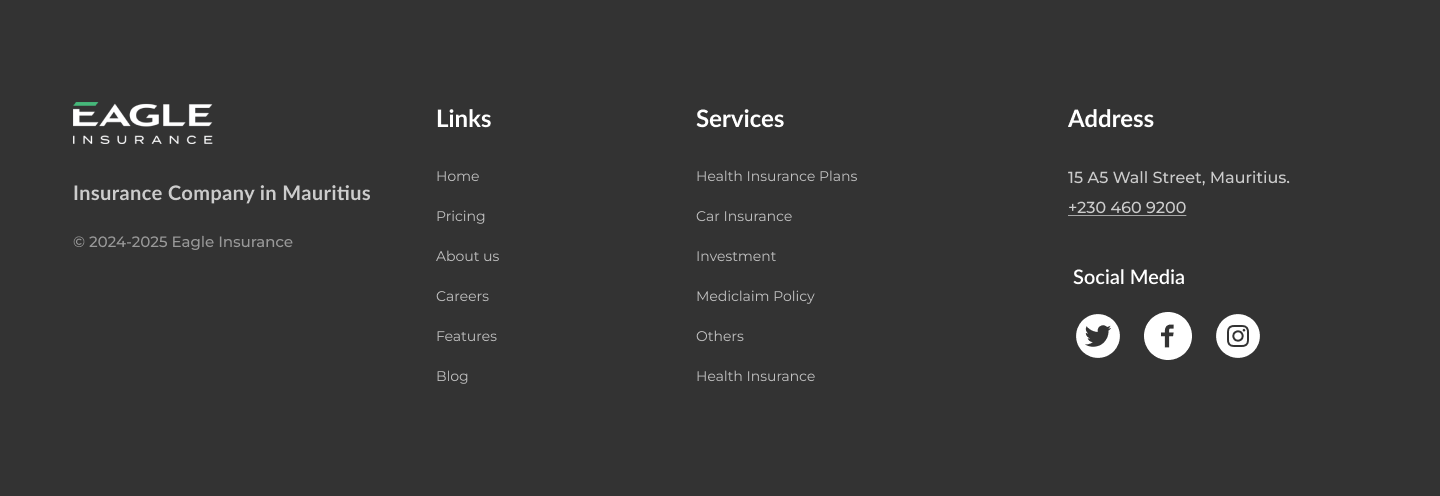 EAGLE
INSURANCE
Insurance Company in Mauritius
© 2024-2025 Eagle Insurance
Links
Home
Pricing
About us
Careers
Features
Blog
Services
Health Insurance Plans
Car Insurance
Investment
Mediclaim Policy
Others
Health Insurance
Address
15 A5 Wall Street, Mauritius.
+230 460 9200
Social Media